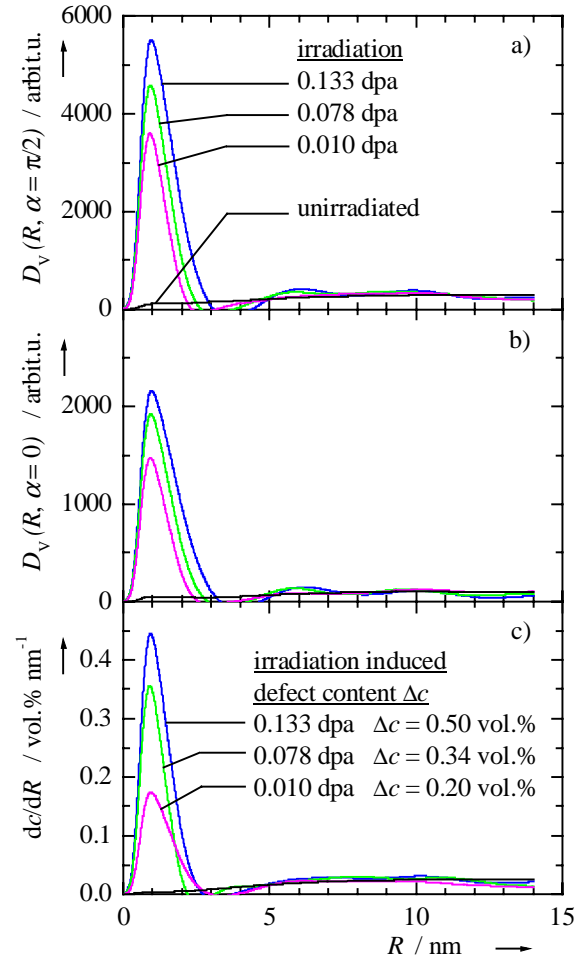 a)
irradiation
0.133 dpa
0.078 dpa
0.010 dpa
unirradiated
D_V (R, α = π/2) / arbit.u.
6000
4000
2000
0
b)
D_V (R, α = 0) / arbit.u.
2000
1000
0
c)
irradiation induced
defect content Δc
0.133 dpa Δc = 0.50 vol.%
0.078 dpa Δc = 0.34 vol.%
0.010 dpa Δc = 0.20 vol.%
dc/dR / vol.% nm⁻¹
0.4
0.3
0.2
0.1
0.0
0 5 10 15
R / nm